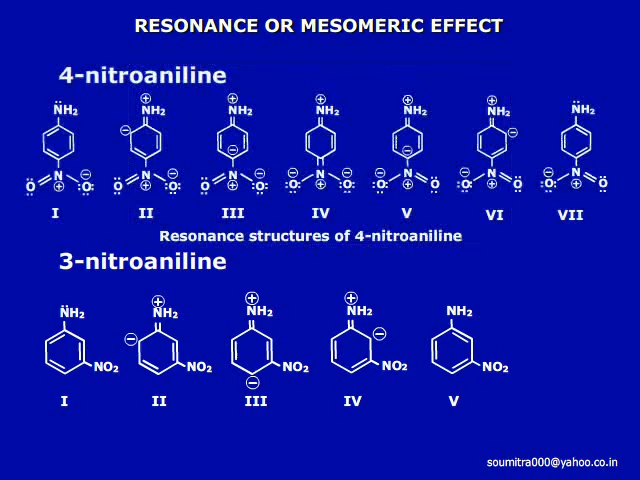 RESONANCE OR MESOMERIC EFFECT
4-nitroaniline
NH₂ NH₂ NH₂ NH₂ NH₂ NH₂ NH₂
N N N N N N N
O O O O O O O O O O O O O O
I II III IV V VI VII
Resonance structures of 4-nitroaniline
3-nitroaniline
NH₂ NH₂ NH₂ NH₂ NH₂
NO₂ NO₂ NO₂ NO₂ NO₂
I II III IV V
soumitra000@yahoo.co.in